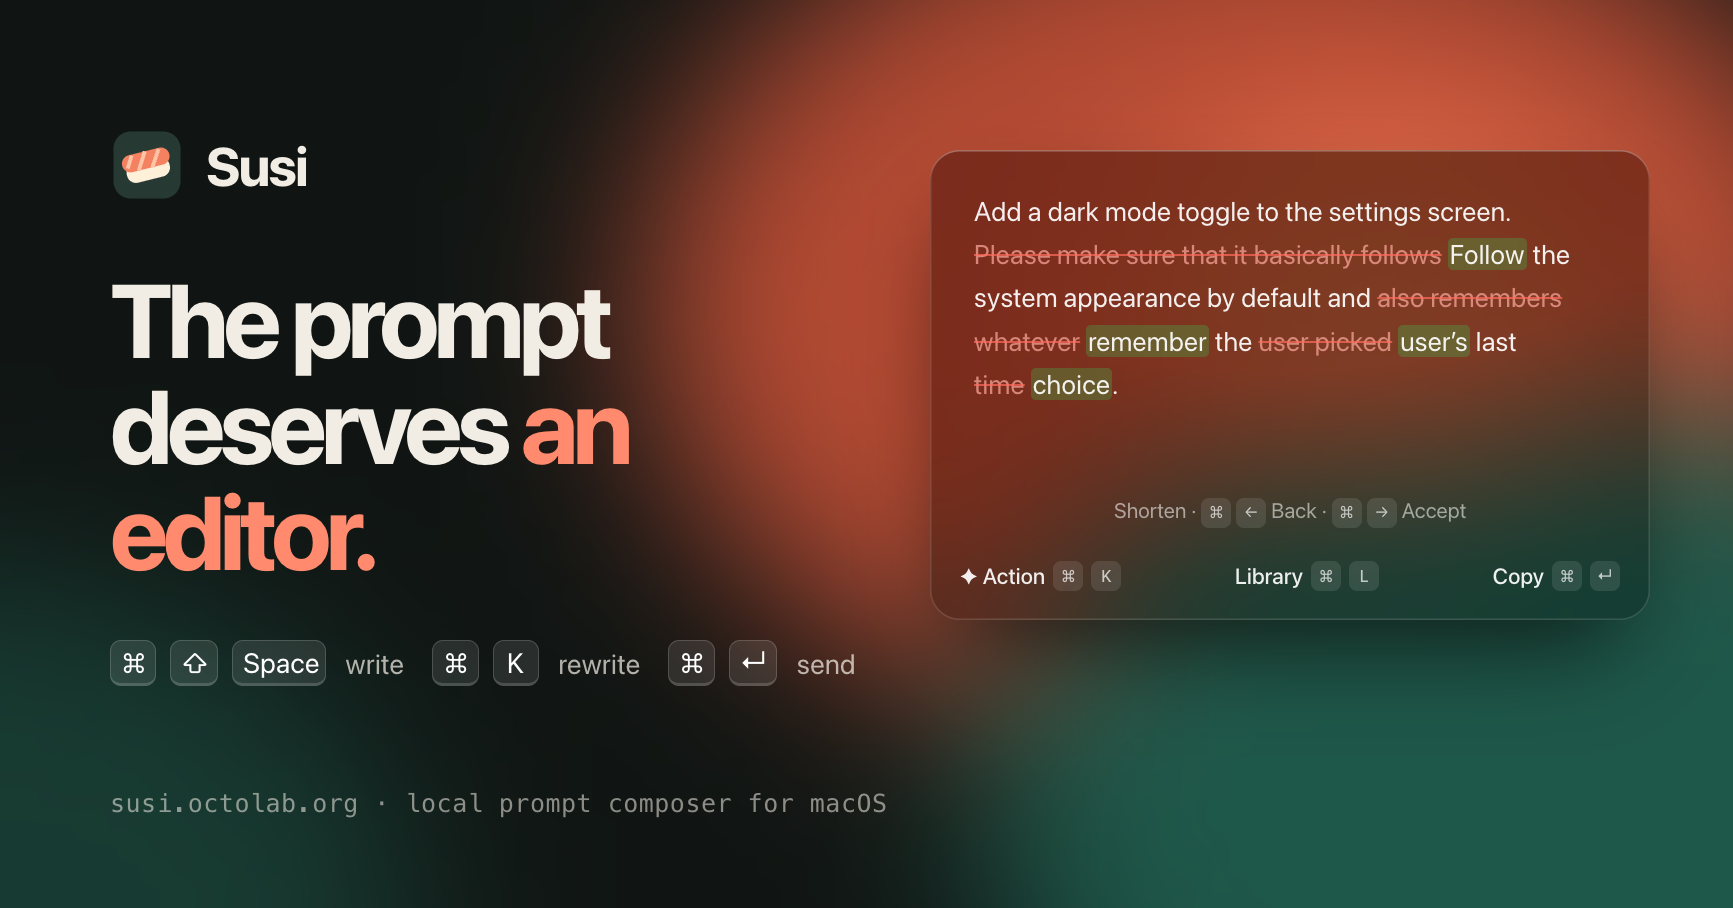 Susi
The prompt
deserves an
editor.
⌘ ⇧ Space write ⌘ K rewrite ⌘ ↵ send
susi.octolab.org · local prompt composer for macOS
Add a dark mode toggle to the settings screen.
Please make sure that it basically follows Follow the
system appearance by default and also remembers
whatever remember the user picked user’s last
time choice.
Shorten · ⌘ ← Back · ⌘ → Accept
✦ Action ⌘ K Library ⌘ L Copy ⌘ ↵